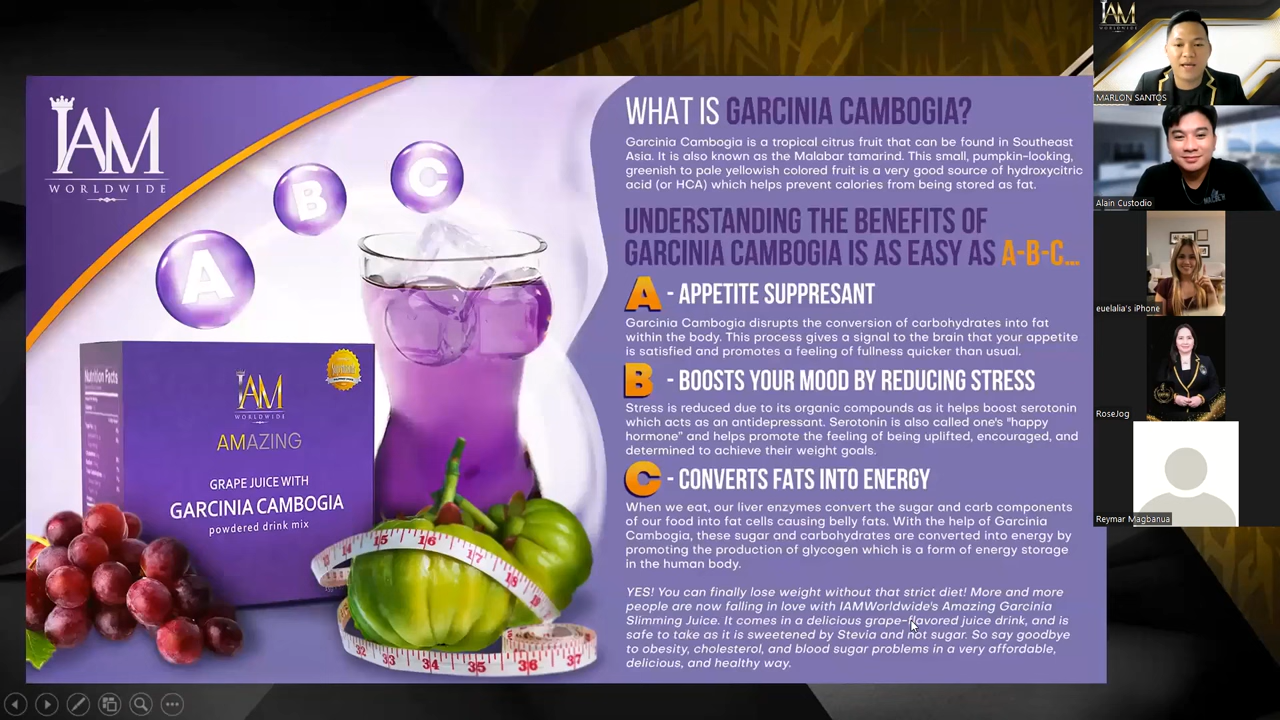 IAM
WORLDWIDE
A
B
C
Nutrition Facts
IAM
WORLDWIDE
AMAZING
GRAPE JUICE WITH
GARCINIA CAMBOGIA
powdered drink mix
14
15
16
17
18
32
33
34
35
36
37
WHAT IS GARCINIA CAMBOGIA?
Garcinia Cambogia is a tropical citrus fruit that can be found in Southeast
Asia. It is also known as the Malabar tamarind. This small, pumpkin-looking,
greenish to pale yellowish colored fruit is a very good source of hydroxycitric
acid (or HCA) which helps prevent calories from being stored as fat.
UNDERSTANDING THE BENEFITS OF
GARCINIA CAMBOGIA IS AS EASY AS A-B-C...
A - APPETITE SUPPRESANT
Garcinia Cambogia disrupts the conversion of carbohydrates into fat
within the body. This process gives a signal to the brain that your appetite
is satisfied and promotes a feeling of fullness quicker than usual.
B - BOOSTS YOUR MOOD BY REDUCING STRESS
Stress is reduced due to its organic compounds as it helps boost serotonin
which acts as an antidepressant. Serotonin is also called one's "happy
hormone" and helps promote the feeling of being uplifted, encouraged, and
determined to achieve their weight goals.
C - CONVERTS FATS INTO ENERGY
When we eat, our liver enzymes convert the sugar and carb components
of our food into fat cells causing belly fats. With the help of Garcinia
Cambogia, these sugar and carbohydrates are converted into energy by
promoting the production of glycogen which is a form of energy storage
in the human body.
YES! You can finally lose weight without that strict diet! More and more
people are now falling in love with IAMWorldwide's Amazing Garcinia
Slimming Juice. It comes in a delicious grape-flavored juice drink, and is
safe to take as it is sweetened by Stevia and not sugar. So say goodbye
to obesity, cholesterol, and blood sugar problems in a very affordable,
delicious, and healthy way.
IAM
WORLDWIDE
MARLON SANTOS
Alain Custodio
euelalia's iPhone
RoseJog
Reymar Magbanua